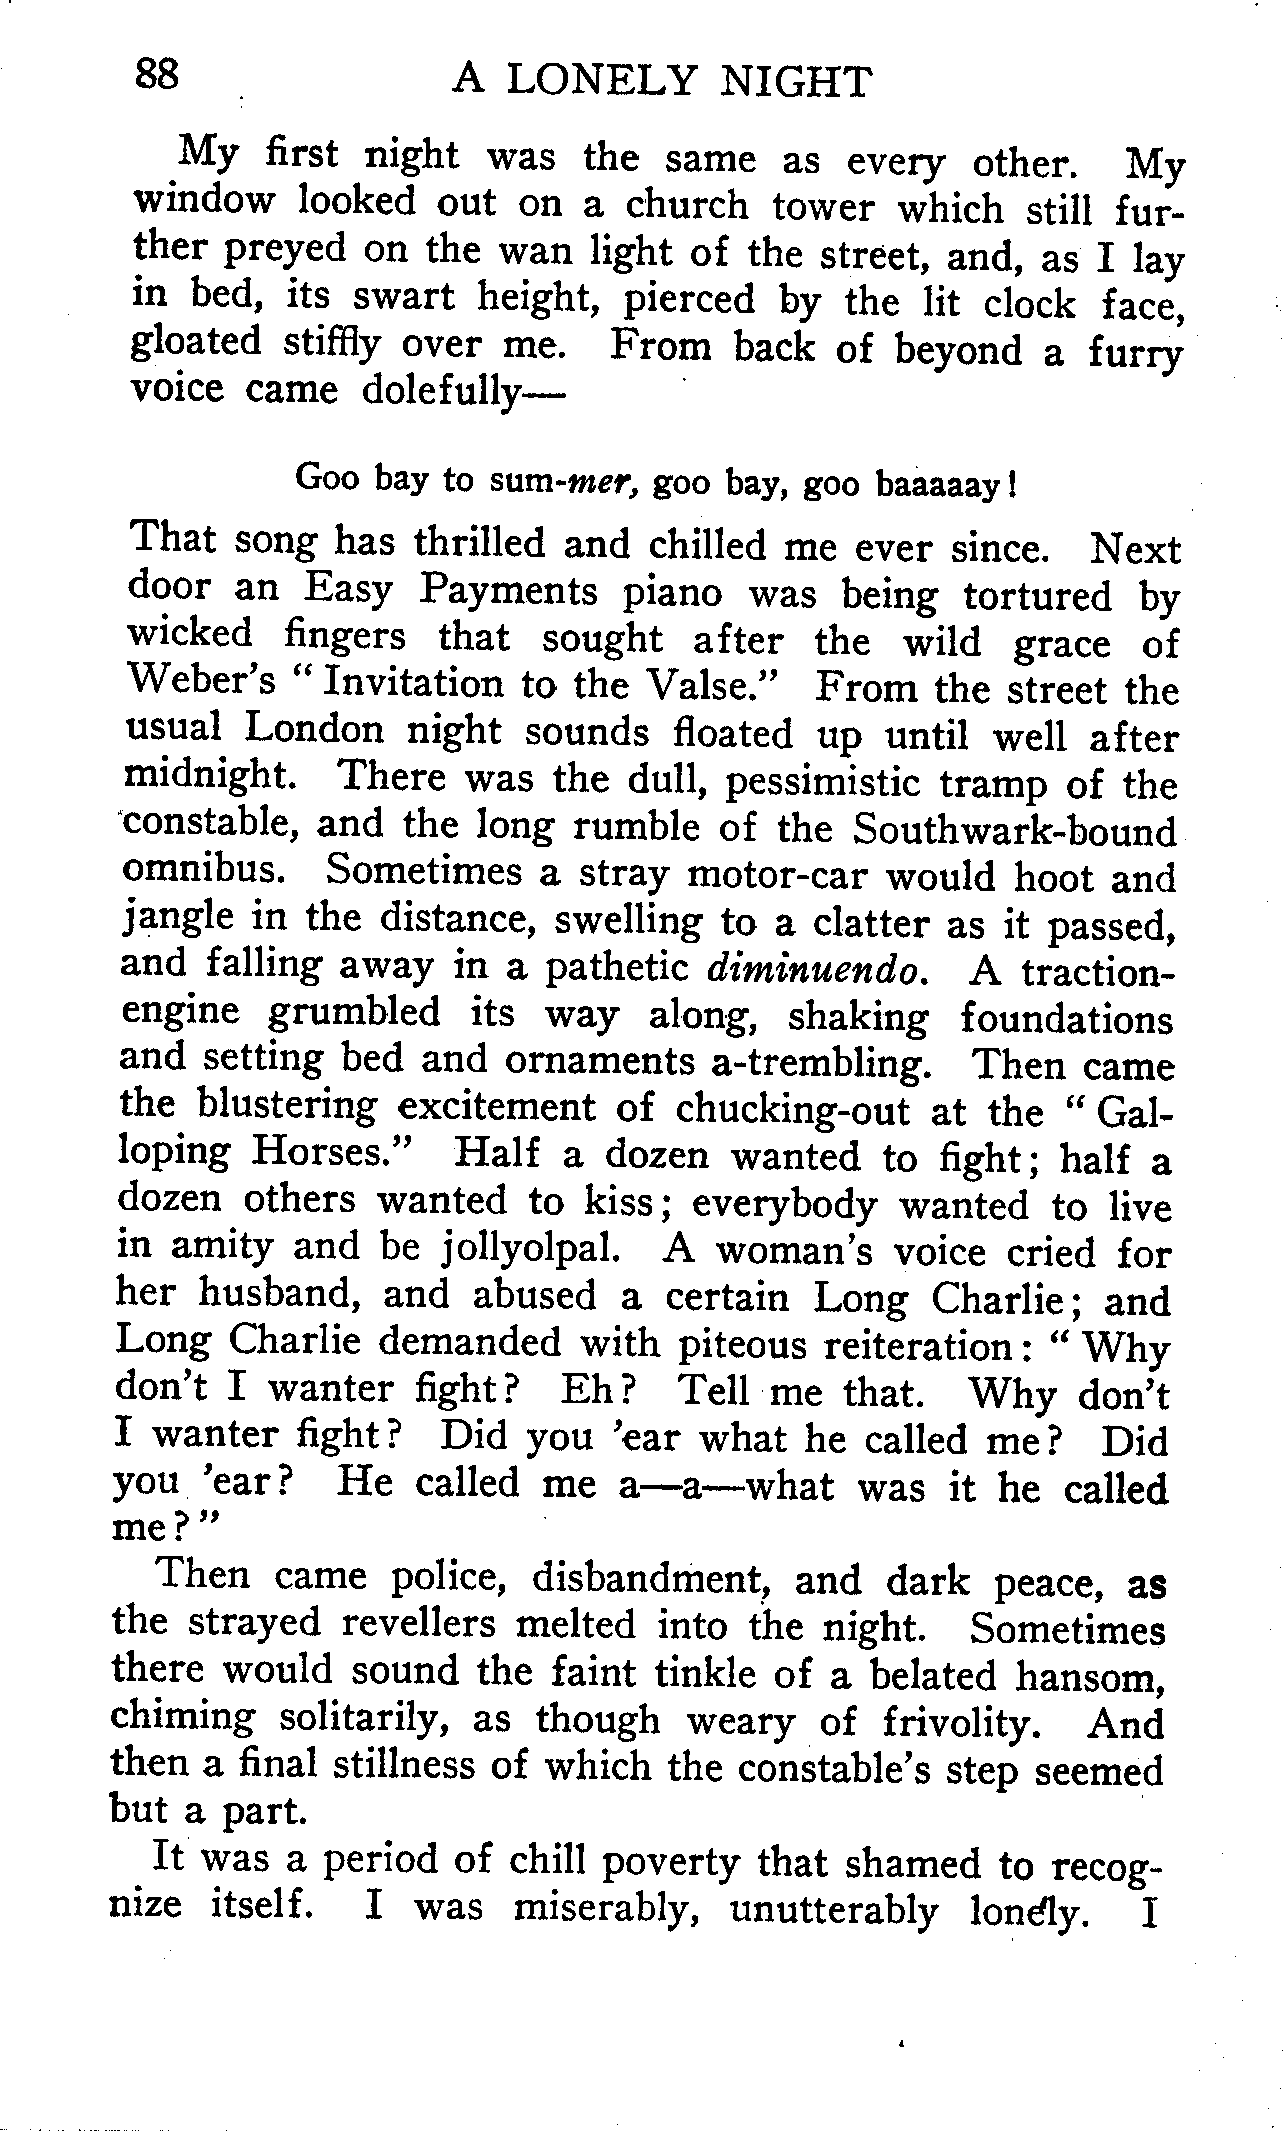 88 A LONELY NIGHT
My first night was the same as every other. My
window looked out on a church tower which still fur-
ther preyed on the wan light of the street, and, as I lay
in bed, its swart height, pierced by the lit clock face,
gloated stiffly over me. From back of beyond a furry
voice came dolefully—
Goo bay to sum-mer, goo bay, goo baaaaay!
That song has thrilled and chilled me ever since. Next
door an Easy Payments piano was being tortured by
wicked fingers that sought after the wild grace of
Weber's “ Invitation to the Valse.” From the street the
usual London night sounds floated up until well after
midnight. There was the dull, pessimistic tramp of the
constable, and the long rumble of the Southwark-bound
omnibus. Sometimes a stray motor-car would hoot and
jangle in the distance, swelling to a clatter as it passed,
and falling away in a pathetic diminuendo. A traction-
engine grumbled its way along, shaking foundations
and setting bed and ornaments a-trembling. Then came
the blustering excitement of chucking-out at the “ Gal-
loping Horses.” Half a dozen wanted to fight; half a
dozen others wanted to kiss; everybody wanted to live
in amity and be jollyolpal. A woman's voice cried for
her husband, and abused a certain Long Charlie; and
Long Charlie demanded with piteous reiteration: “ Why
don't I wanter fight? Eh? Tell me that. Why don't
I wanter fight? Did you 'ear what he called me? Did
you 'ear? He called me a—a—what was it he called
me? ”
Then came police, disbandment, and dark peace, as
the strayed revellers melted into the night. Sometimes
there would sound the faint tinkle of a belated hansom,
chiming solitarily, as though weary of frivolity. And
then a final stillness of which the constable's step seemed
but a part.
It was a period of chill poverty that shamed to recog-
nize itself. I was miserably, unutterably lonely. I